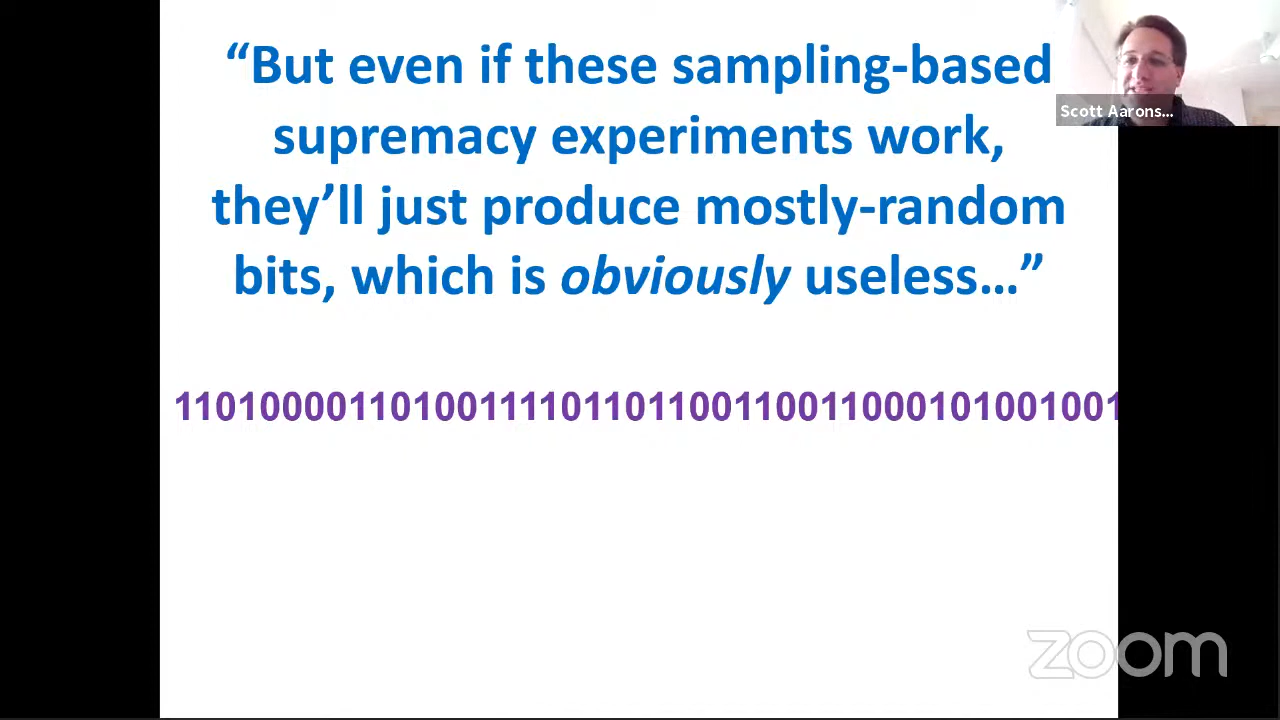 “But even if these sampling-based
supremacy experiments work,
they’ll just produce mostly-random
bits, which is obviously useless…”
Scott Aarons...
11010000110100111101101100110011000101001001
zoom